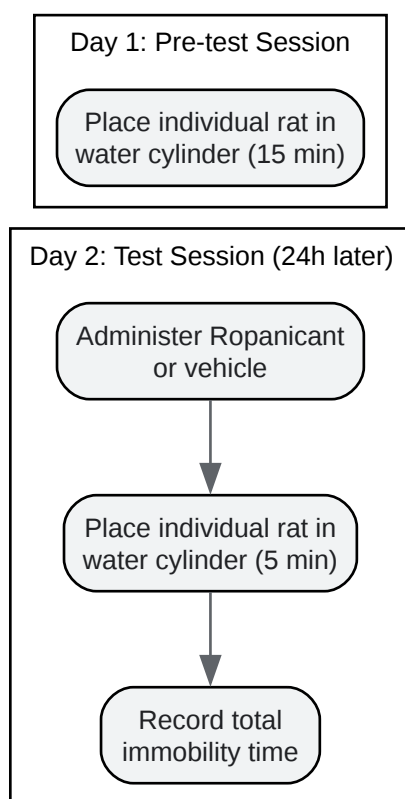 Day 1: Pre-test Session
Place individual rat in
water cylinder (15 min)
Day 2: Test Session (24h later)
Administer Ropanicant
or vehicle
Place individual rat in
water cylinder (5 min)
Record total
immobility time